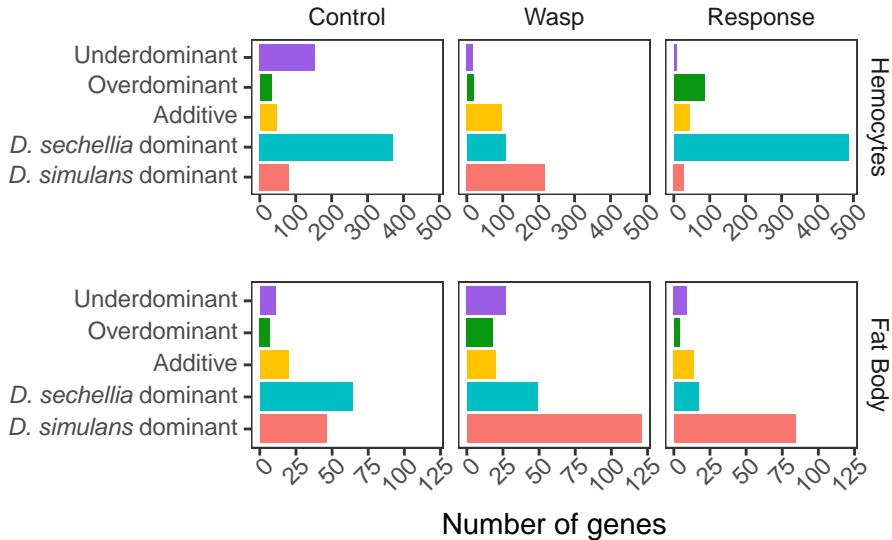 Control Wasp Response
Underdominant
Overdominant
Additive
D. sechellia dominant
D. simulans dominant
Hemocytes
0 100 200 300 400 500 0 100 200 300 400 500 0 100 200 300 400 500
Underdominant
Overdominant
Additive
D. sechellia dominant
D. simulans dominant
Fat Body
0 25 50 75 100 125 0 25 50 75 100 125 0 25 50 75 100 125
Number of genes